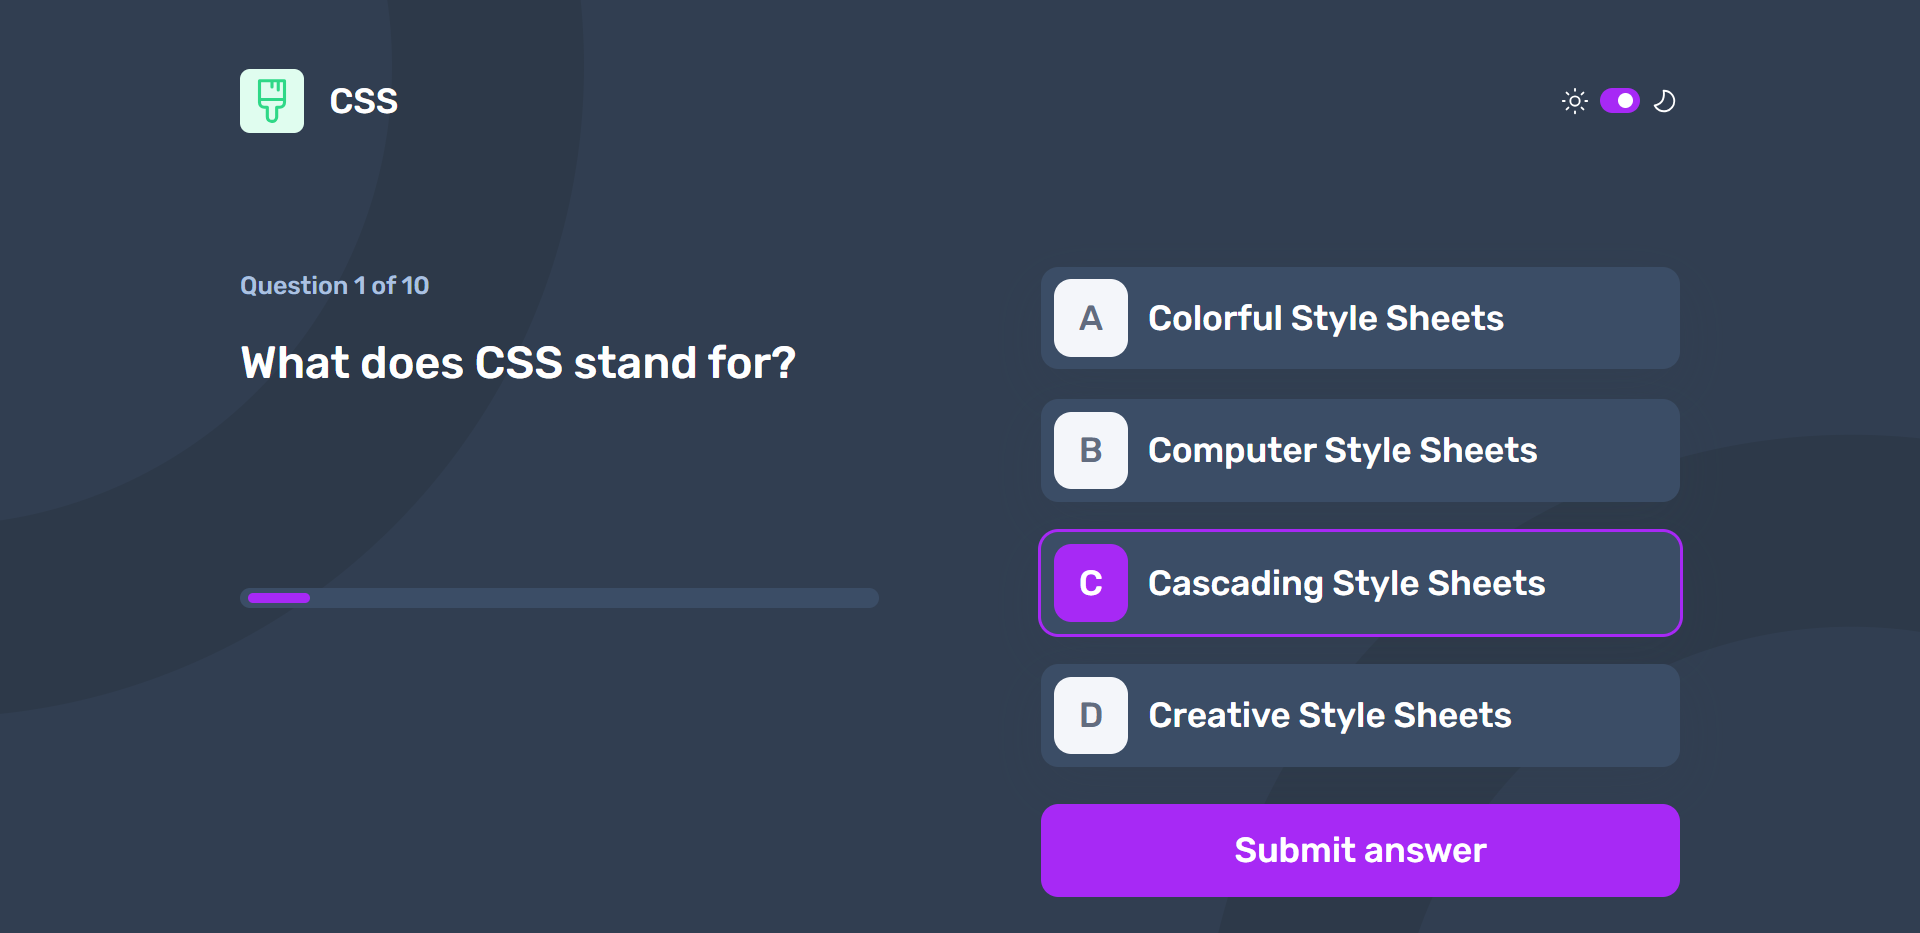 CSS
Question 1 of 10
What does CSS stand for?
A
Colorful Style Sheets
B
Computer Style Sheets
C
Cascading Style Sheets
D
Creative Style Sheets
Submit answer